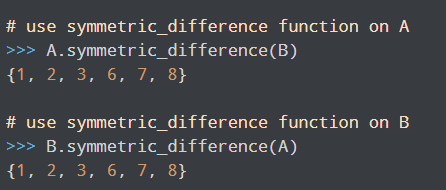 # use symmetric_difference function on A
>>> A.symmetric_difference(B)
{1, 2, 3, 6, 7, 8}
# use symmetric_difference function on B
>>> B.symmetric_difference(A)
{1, 2, 3, 6, 7, 8}